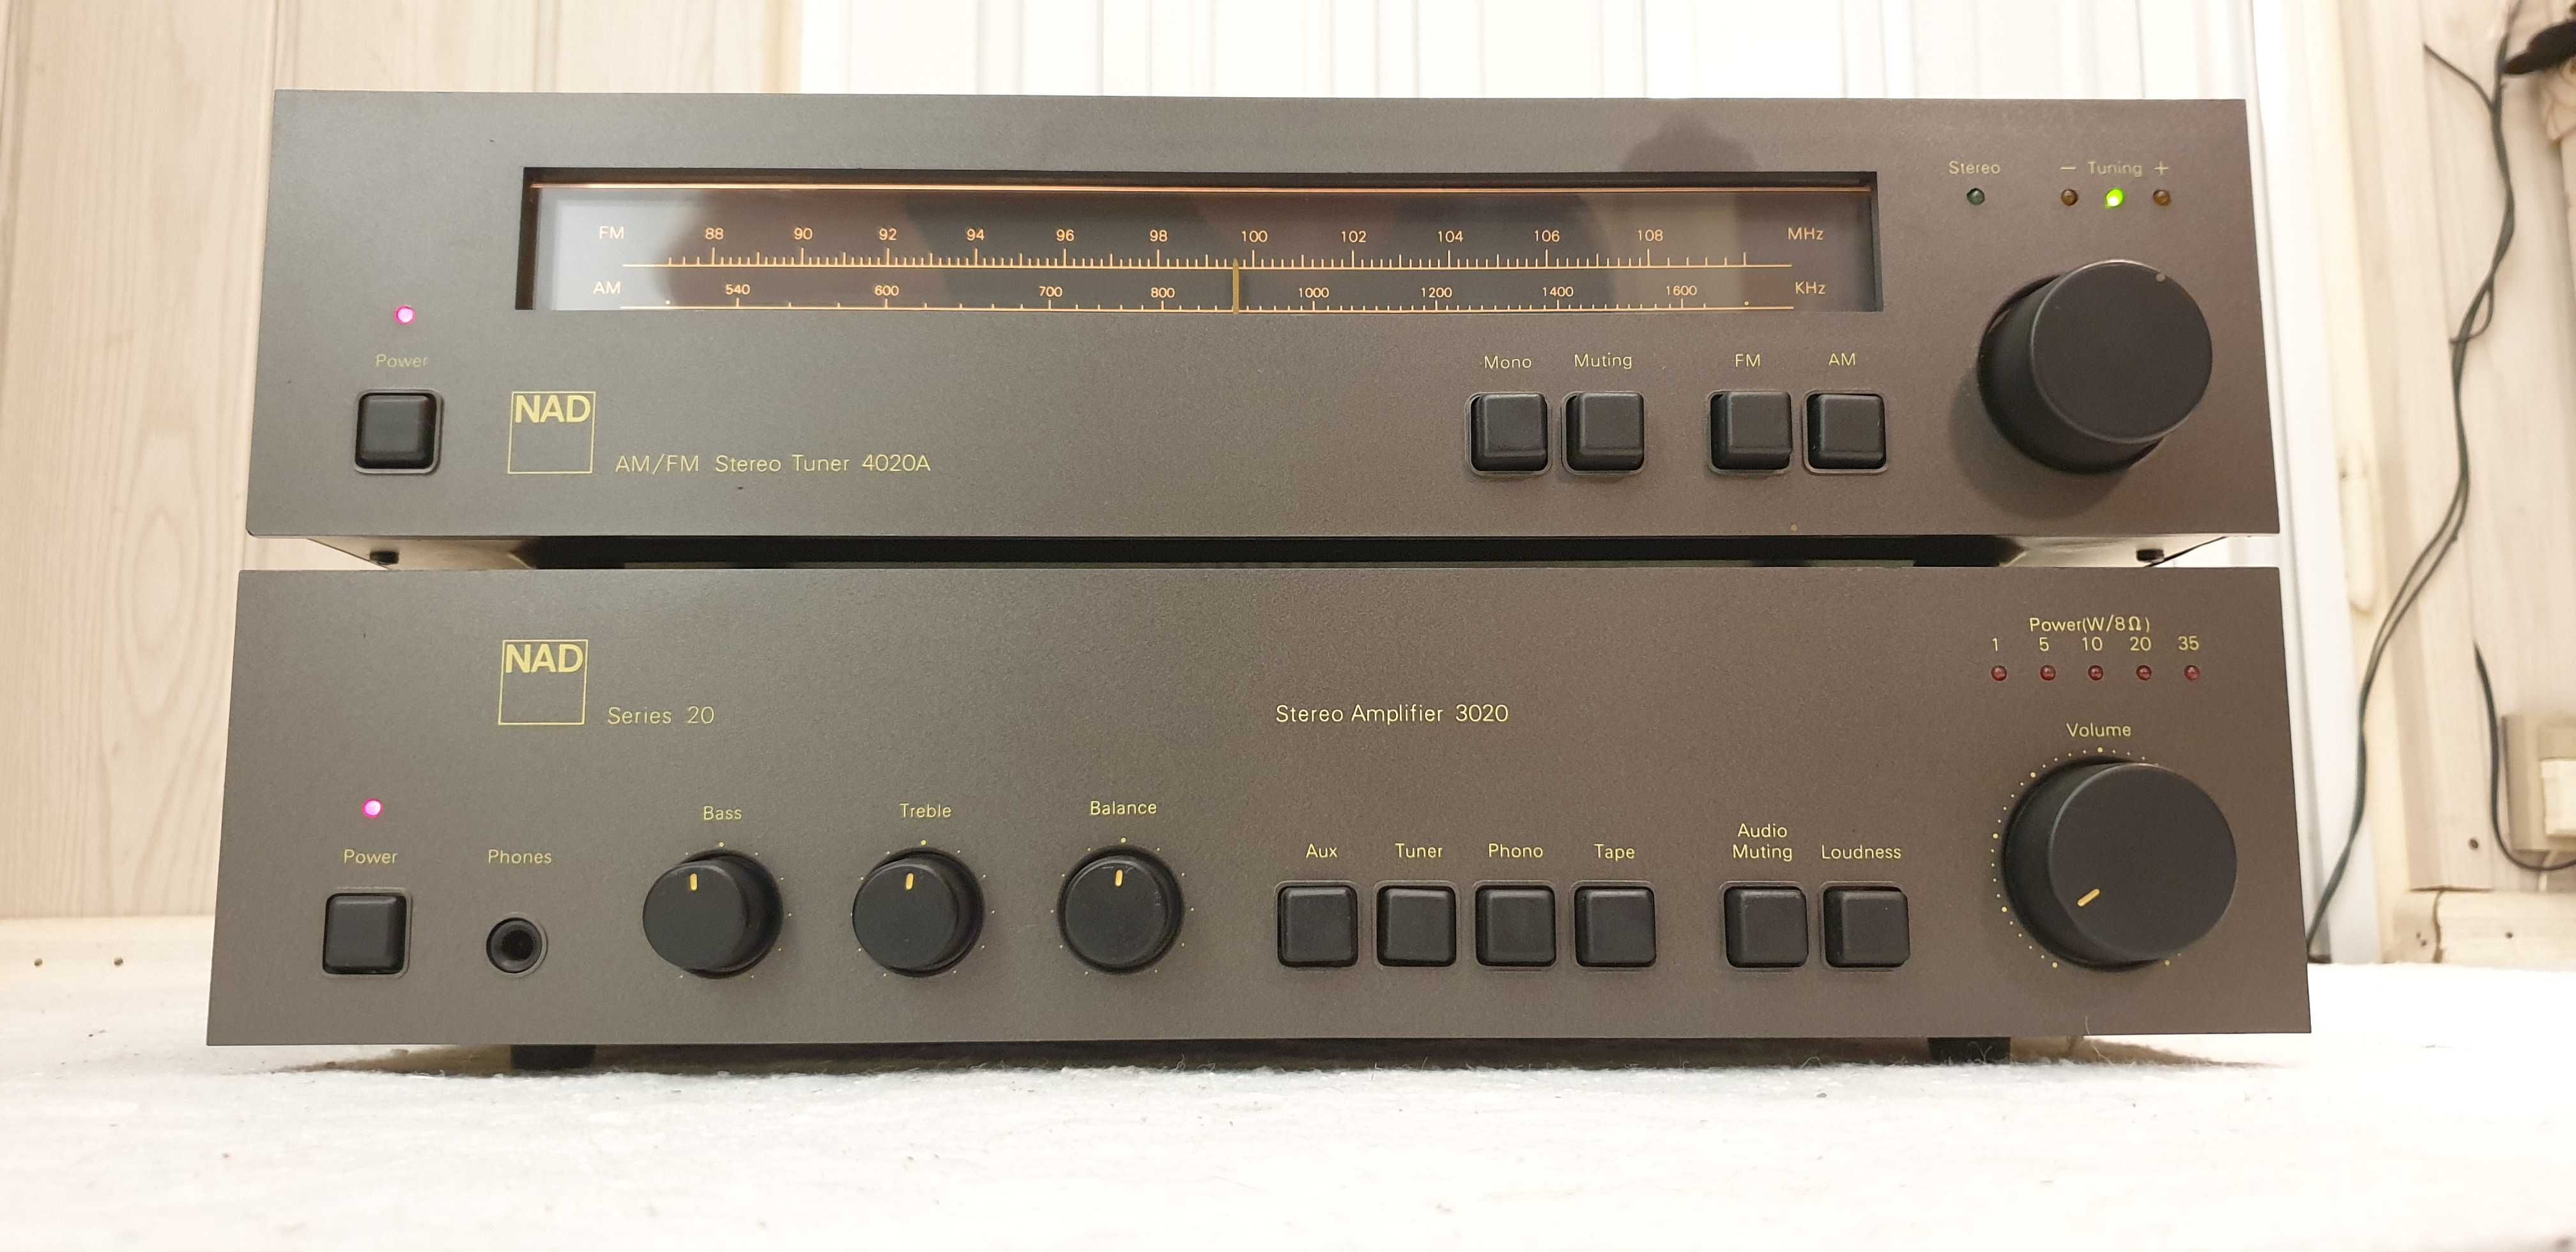 Stereo
– Tuning +
FM 88 90 92 94 96 98 100 102 104 106 108 MHz
AM 540 600 700 800 1000 1200 1400 1600 KHz
Power
Mono Muting FM AM
NAD
AM/FM Stereo Tuner 4020A
Power(W/8Ω)
1 5 10 20 35
NAD
Series 20
Stereo Amplifier 3020
Volume
Power
Phones
Bass
Treble
Balance
Aux
Tuner
Phono
Tape
Audio
Muting
Loudness